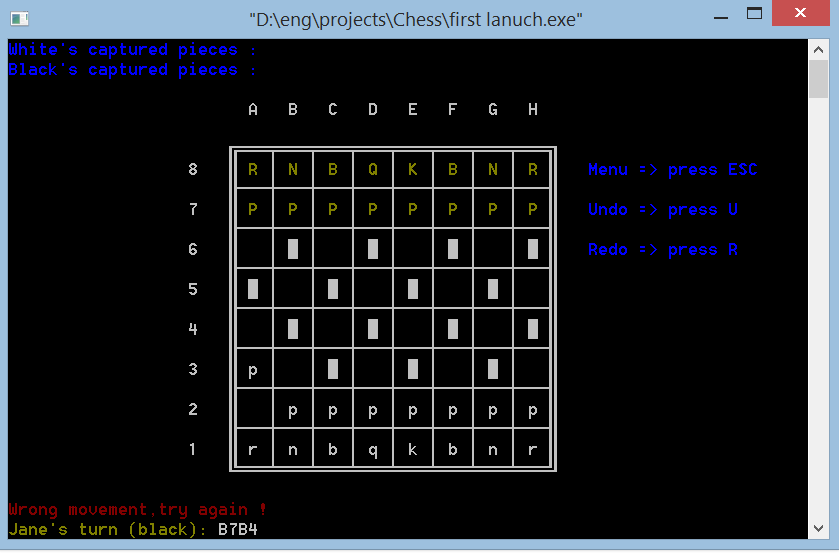 "D:\eng\projects\Chess\first lanuch.exe"
White's captured pieces :
Black's captured pieces :
A B C D E F G H
8 R N B Q K B N R Menu => press ESC
7 P P P P P P P P Undo => press U
6 Redo => press R
5
4
3 p
2 p p p p p p p
1 r n b q k b n r
Wrong movement,try again !
Jane's turn (black): B7B4